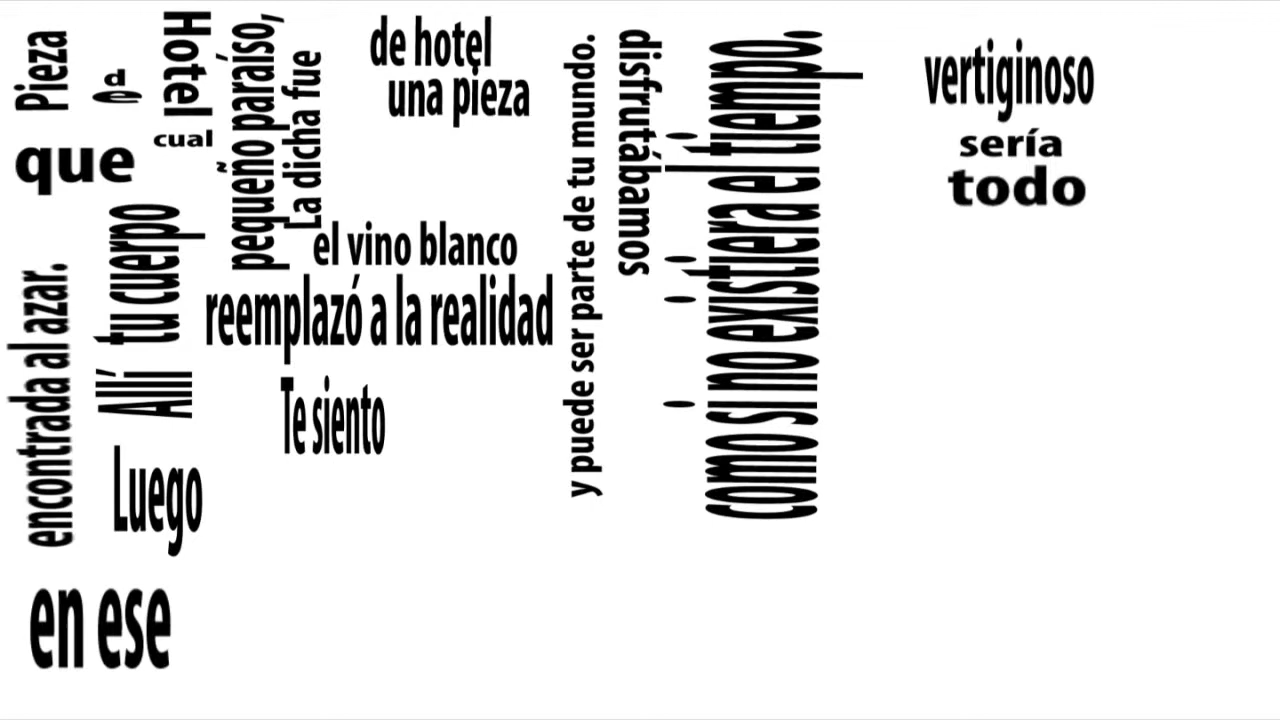 Pieza
de
Hotel
cual
que
pequeño paraíso,
La dicha fue
de hotel
una pieza
encontrada al azar.
Allí
tu cuerpo
el vino blanco
reemplazó a la realidad
Te siento
Luego
en ese
y puede ser parte de tu mundo.
disfrutábamos
como si no existiera el tiempo,
vertiginoso
sería
todo